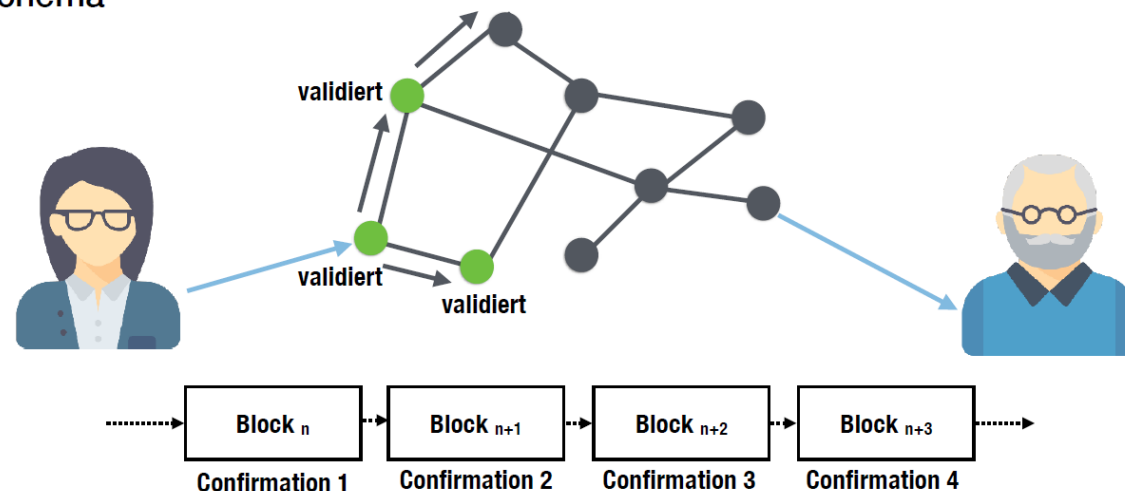 validiert
validiert
validiert
Block n
Block n+1
Block n+2
Block n+3
Confirmation 1
Confirmation 2
Confirmation 3
Confirmation 4